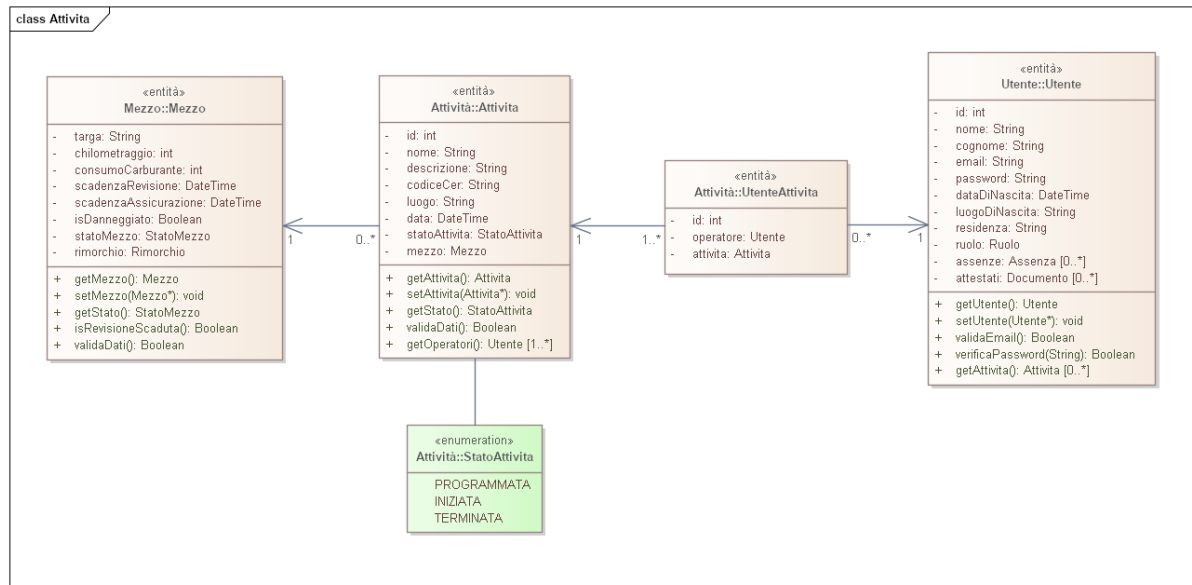 class Attivita
«entità»
Mezzo::Mezzo
- targa: String
- chilometraggio: int
- consumoCarburante: int
- scadenzaRevisione: DateTime
- scadenzaAssicurazione: DateTime
- isDanneggiato: Boolean
- statoMezzo: StatoMezzo
- rimorchio: Rimorchio
+ getMezzo(): Mezzo
+ setMezzo(Mezzo*): void
+ getStato(): StatoMezzo
+ isRevisioneScaduta(): Boolean
+ validaDati(): Boolean
1
0..*
«entità»
Attività::Attivita
- id: int
- nome: String
- descrizione: String
- codiceCer: String
- luogo: String
- data: DateTime
- statoAttivita: StatoAttivita
- mezzo: Mezzo
+ getAttivita(): Attivita
+ setAttivita(Attivita*): void
+ getStato(): StatoAttivita
+ validaDati(): Boolean
+ getOperatori(): Utente [1..*]
1
1..*
«entità»
Attività::UtenteAttivita
- id: int
- operatore: Utente
- attivita: Attivita
0..*
1
«entità»
Utente::Utente
- id: int
- nome: String
- cognome: String
- email: String
- password: String
- dataDiNascita: DateTime
- luogoDiNascita: String
- residenza: String
- ruolo: Ruolo
- assenze: Assenza [0..*]
- attestati: Documento [0..*]
+ getUtente(): Utente
+ setUtente(Utente*): void
+ validaEmail(): Boolean
+ verificaPassword(String): Boolean
+ getAttivita(): Attivita [0..*]
«enumeration»
Attività::StatoAttivita
PROGRAMMATA
INIZIATA
TERMINATA